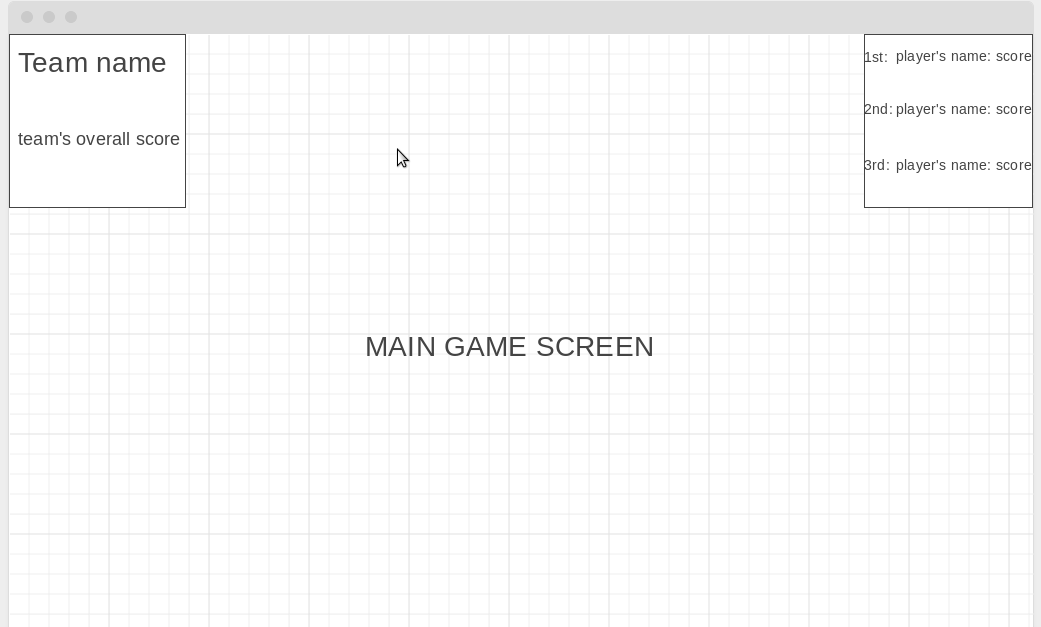 Team name
team's overall score
1st: player's name: score
2nd: player's name: score
3rd: player's name: score
MAIN GAME SCREEN